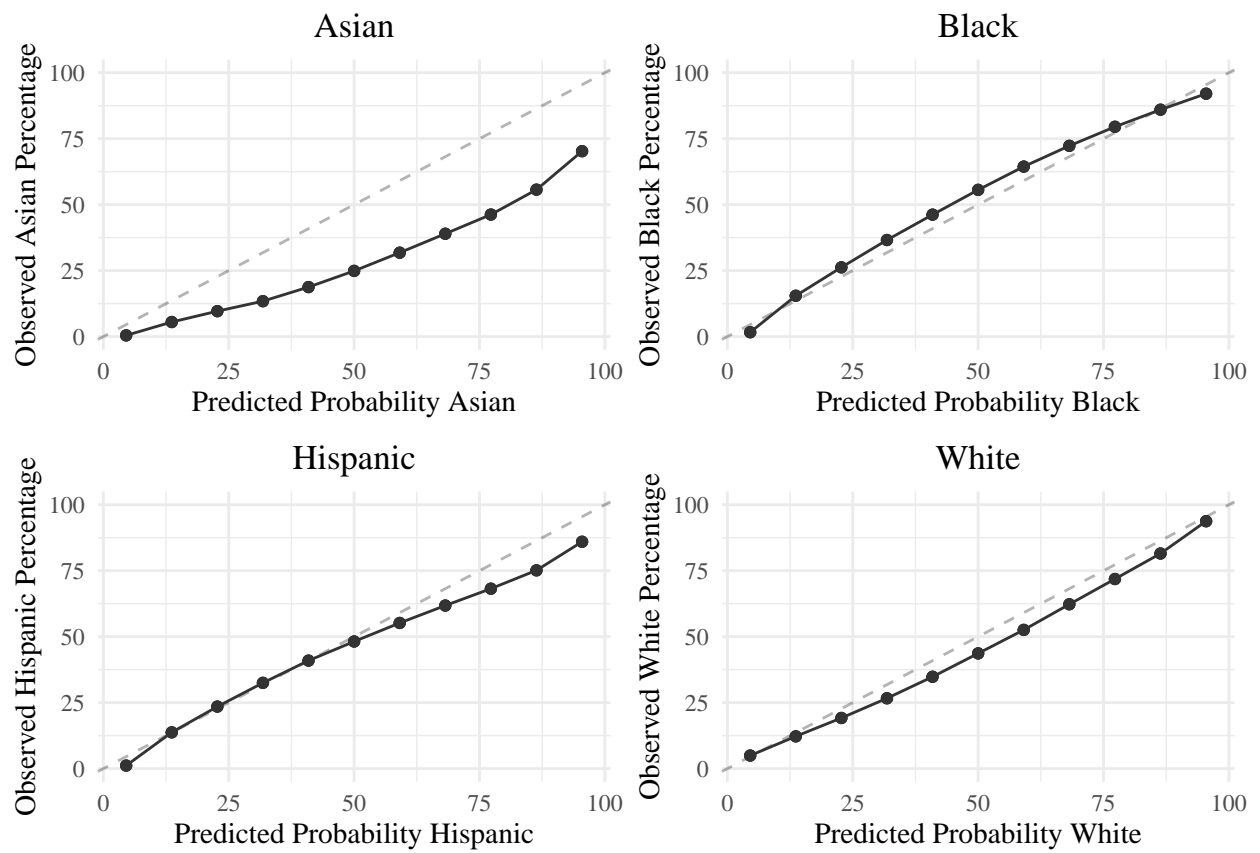 Asian
Observed Asian Percentage
100
75
50
25
0
0 25 50 75 100
Predicted Probability Asian
Black
Observed Black Percentage
100
75
50
25
0
0 25 50 75 100
Predicted Probability Black
Hispanic
Observed Hispanic Percentage
100
75
50
25
0
0 25 50 75 100
Predicted Probability Hispanic
White
Observed White Percentage
100
75
50
25
0
0 25 50 75 100
Predicted Probability White